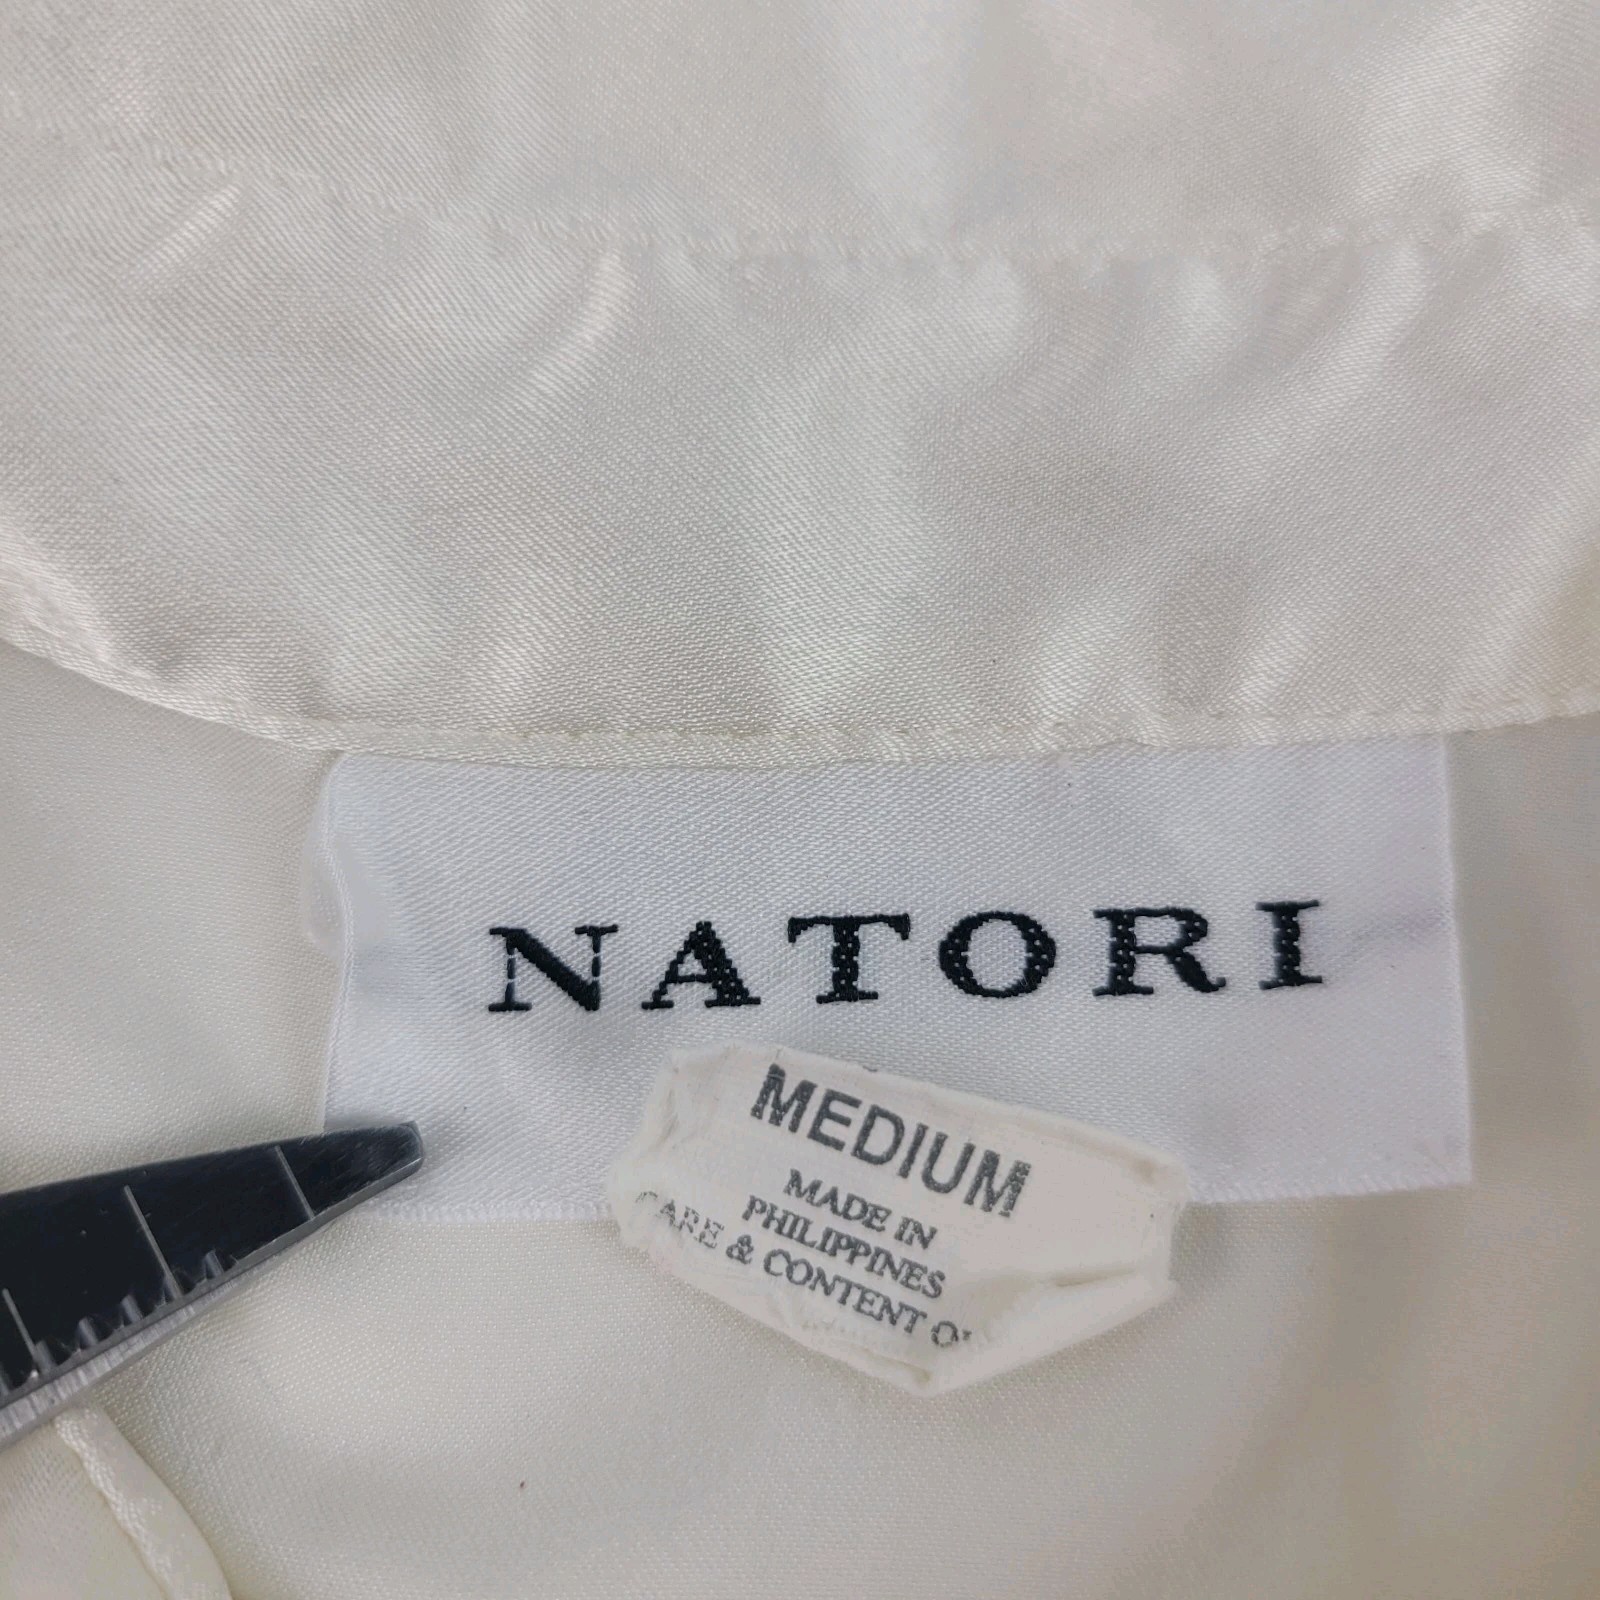 NATORI
MEDIUM
MADE IN
PHILIPPINES
CARE & CONTENT